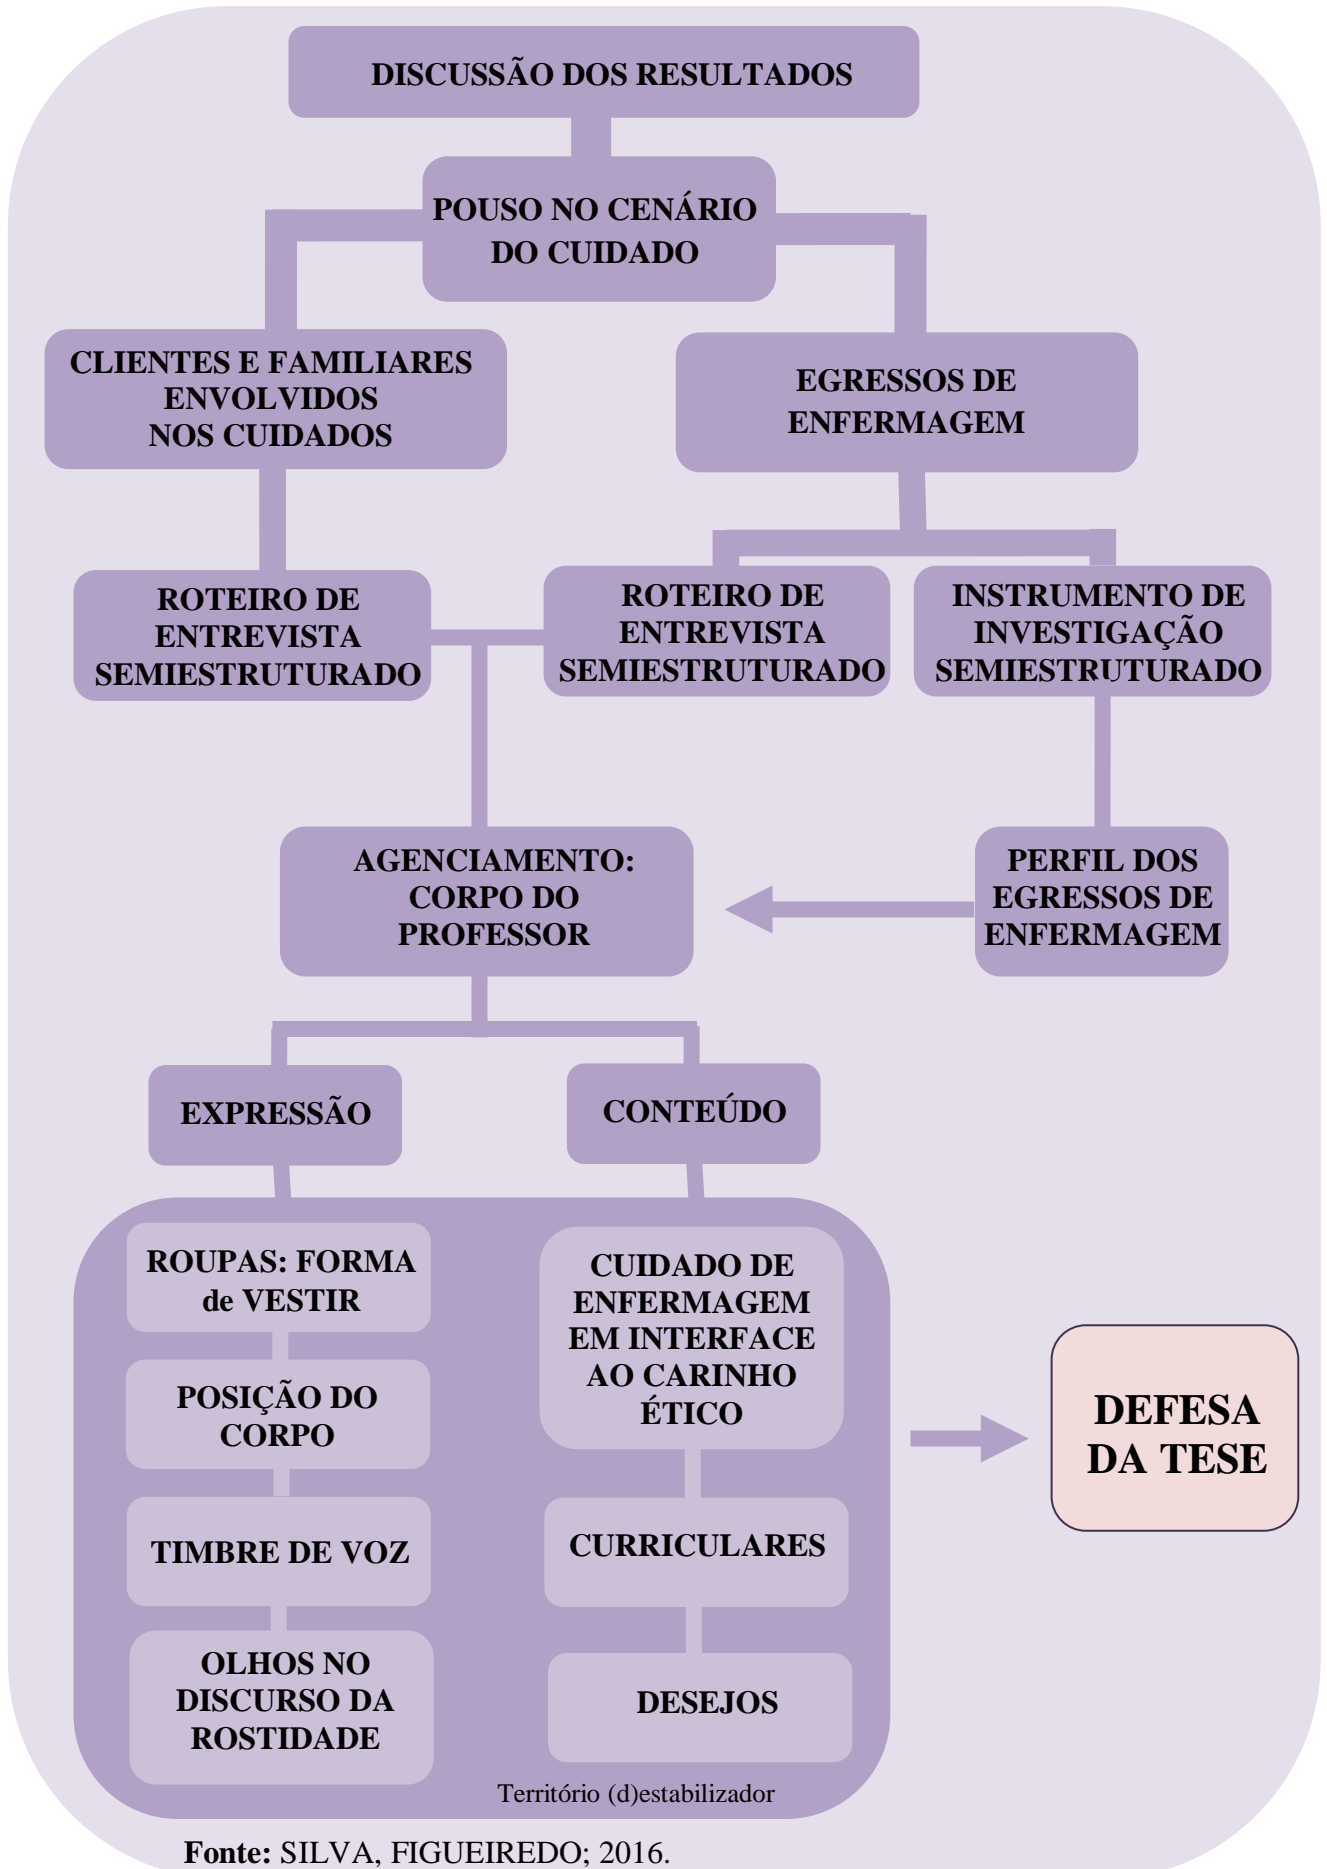 DISCUSSÃO DOS RESULTADOS
POUSO NO CENÁRIO
DO CUIDADO
CLIENTES E FAMILIARES
ENVOLVIDOS
NOS CUIDADOS
EGRESSOS DE
ENFERMAGEM
ROTEIRO DE
ENTREVISTA
SEMIESTRUTURADO
ROTEIRO DE
ENTREVISTA
SEMIESTRUTURADO
INSTRUMENTO DE
INVESTIGAÇÃO
SEMIESTRUTURADO
AGENCIAMENTO:
CORPO DO
PROFESSOR
PERFIL DOS
EGRESSOS DE
ENFERMAGEM
EXPRESSÃO
CONTEÚDO
ROUPAS: FORMA
de VESTIR
POSIÇÃO DO
CORPO
TIMBRE DE VOZ
OLHOS NO
DISCURSO DA
ROSTIDADE
CUIDADO DE
ENFERMAGEM
EM INTERFACE
AO CARINHO
ÉTICO
CURRICULARES
DESEJOS
Território (d)estabilizador
DEFESA
DA TESE
Fonte: SILVA, FIGUEIREDO; 2016.